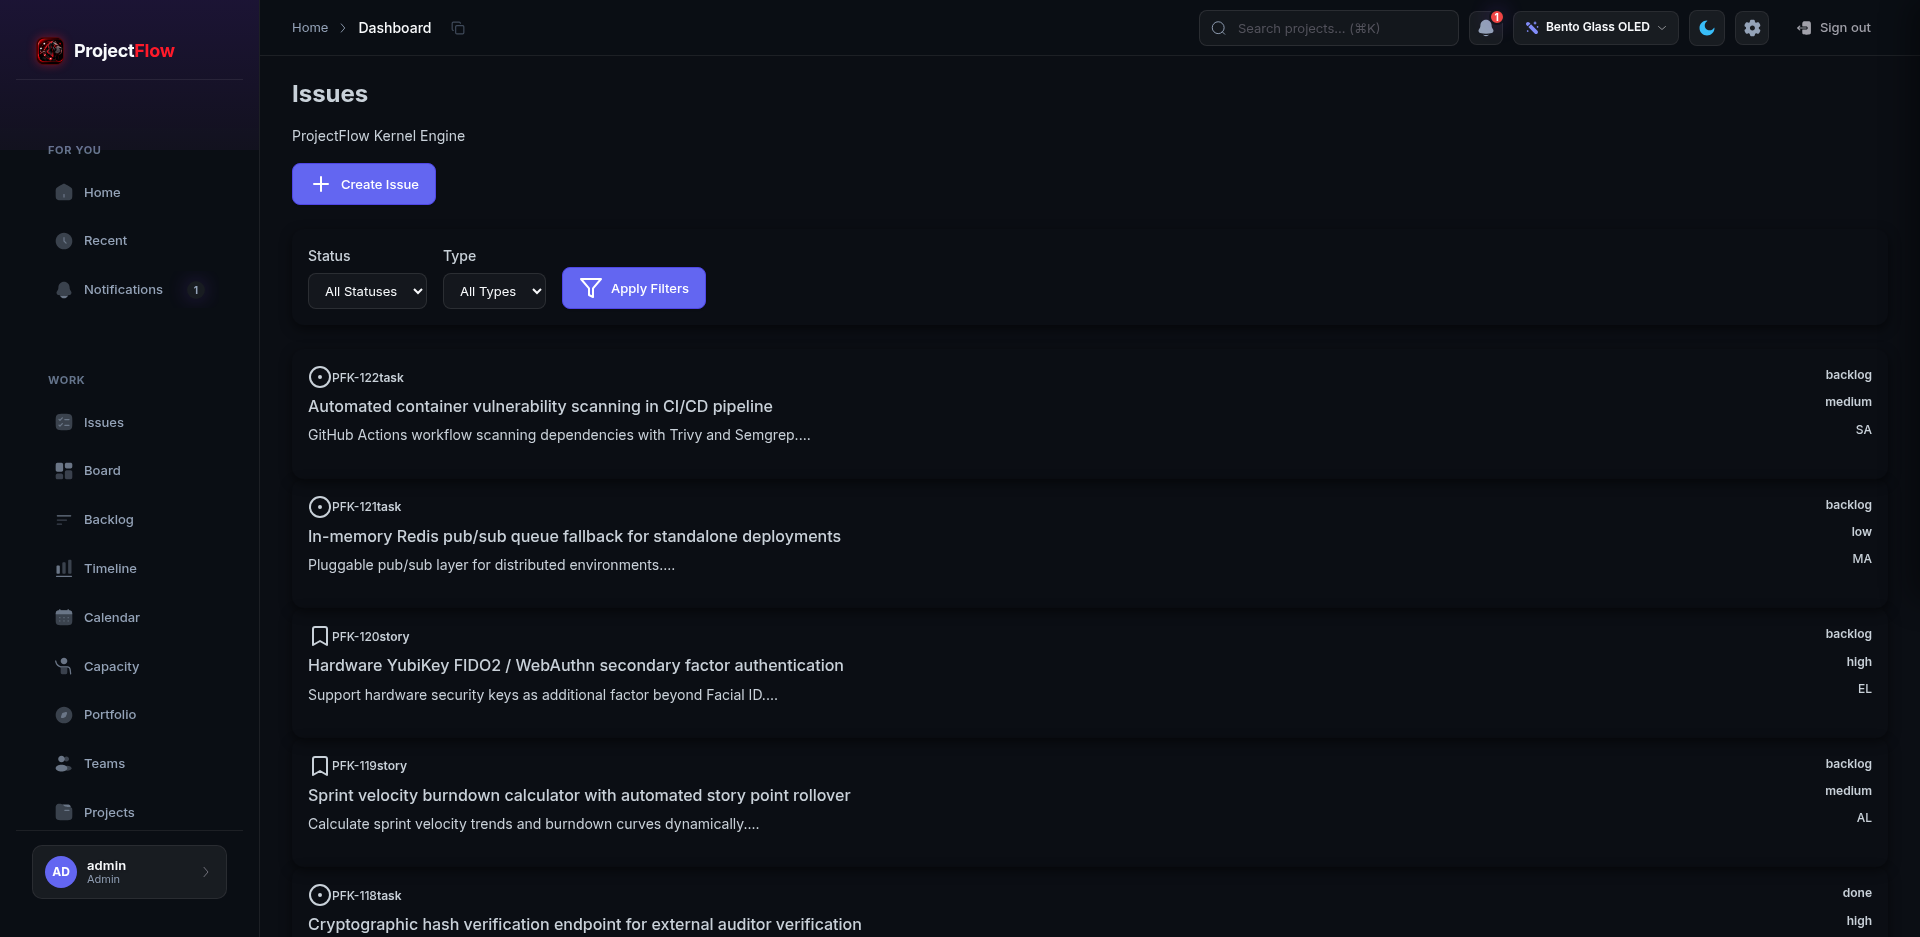 ProjectFlow
FOR YOU
Home
Recent
Notifications 1
WORK
Issues
Board
Backlog
Timeline
Calendar
Capacity
Portfolio
Teams
Projects
AD admin
Admin
Home Dashboard
Search projects... (⌘K)
1
Bento Glass OLED
Sign out
Issues
ProjectFlow Kernel Engine
Create Issue
Status Type
All Statuses All Types Apply Filters
PFK-122task backlog
Automated container vulnerability scanning in CI/CD pipeline medium
GitHub Actions workflow scanning dependencies with Trivy and Semgrep.... SA
PFK-121task backlog
In-memory Redis pub/sub queue fallback for standalone deployments low
Pluggable pub/sub layer for distributed environments.... MA
PFK-120story backlog
Hardware YubiKey FIDO2 / WebAuthn secondary factor authentication high
Support hardware security keys as additional factor beyond Facial ID.... EL
PFK-119story backlog
Sprint velocity burndown calculator with automated story point rollover medium
Calculate sprint velocity trends and burndown curves dynamically.... AL
PFK-118task done
Cryptographic hash verification endpoint for external auditor verification high